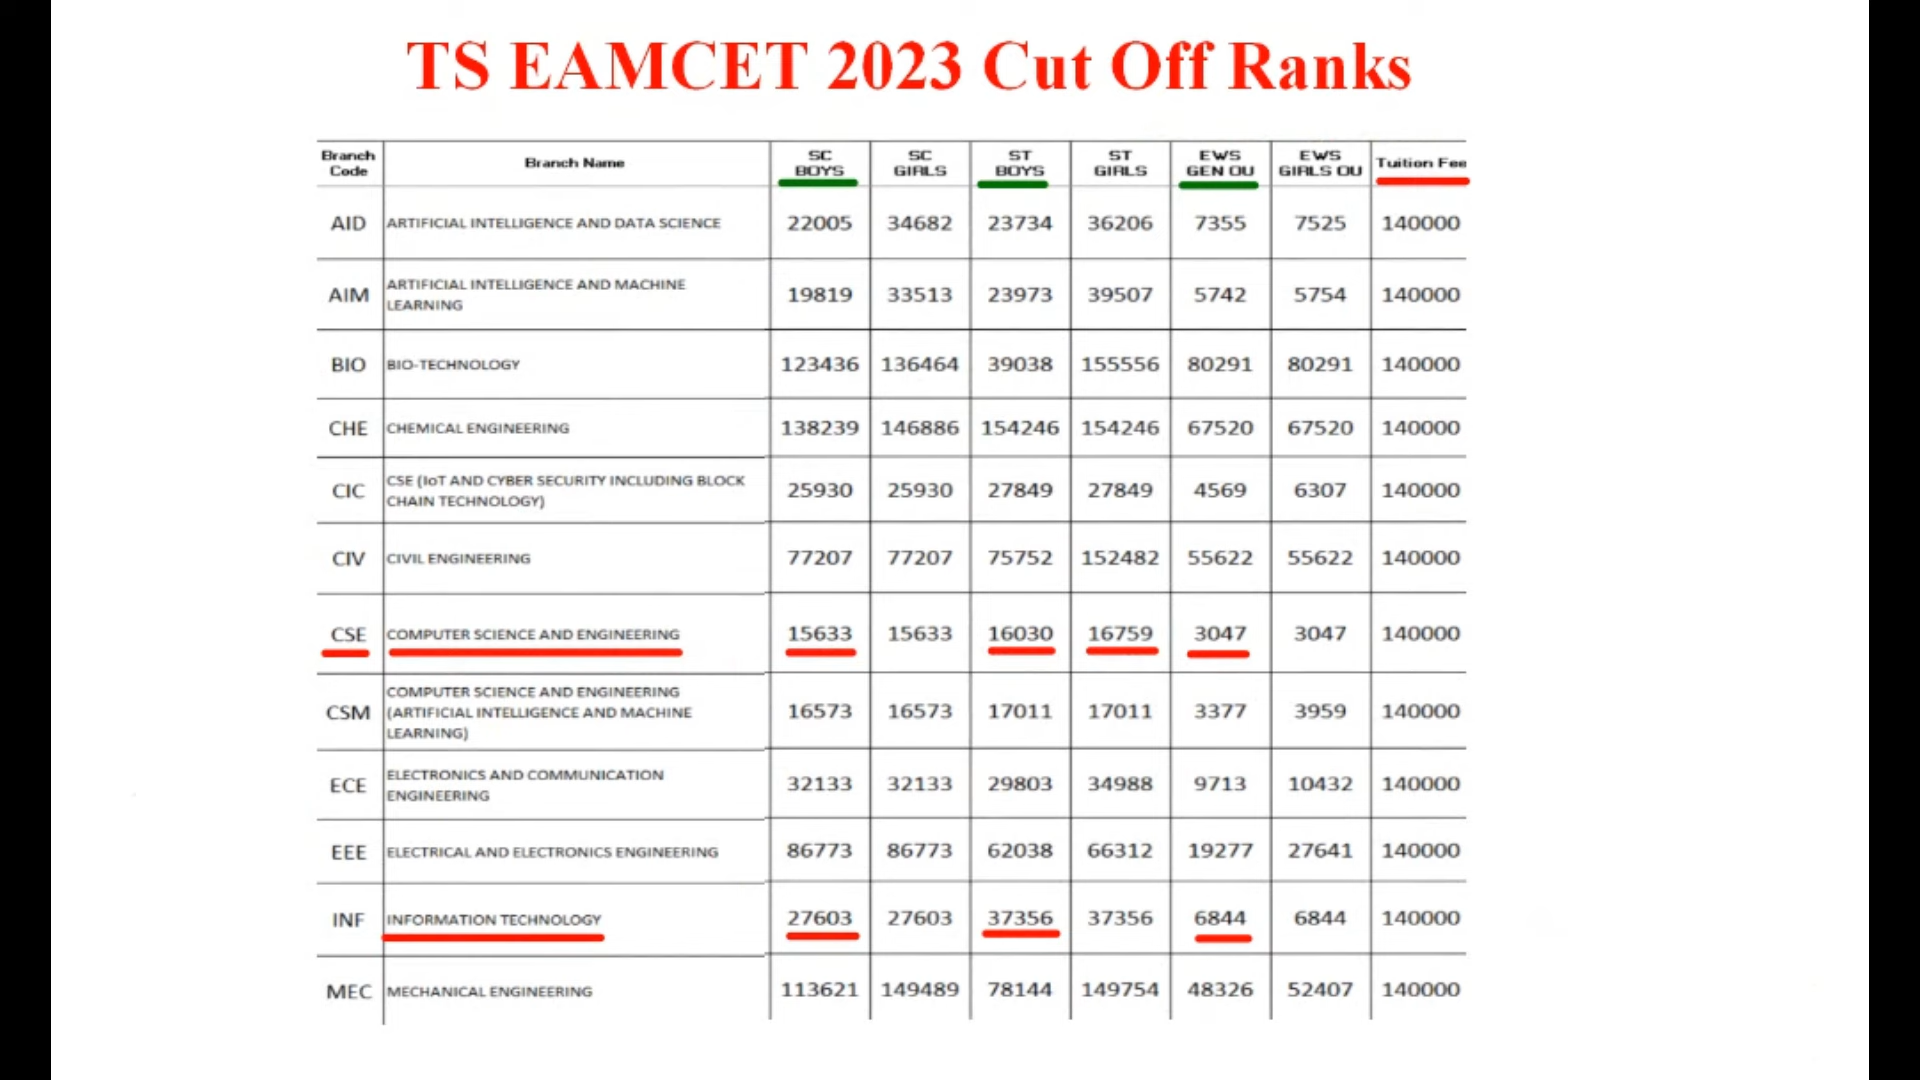 TS EAMCET 2023 Cut Off Ranks
Branch Code Branch Name SC BOYS SC GIRLS ST BOYS ST GIRLS EWS GEN OU EWS GIRLS OU Tuition Fee
AID ARTIFICIAL INTELLIGENCE AND DATA SCIENCE 22005 34682 23734 36206 7355 7525 140000
AIM ARTIFICIAL INTELLIGENCE AND MACHINE LEARNING 19819 33513 23973 39507 5742 5754 140000
BIO BIO-TECHNOLOGY 123436 136464 39038 155556 80291 80291 140000
CHE CHEMICAL ENGINEERING 138239 146886 154246 154246 67520 67520 140000
CIC CSE (IoT AND CYBER SECURITY INCLUDING BLOCK CHAIN TECHNOLOGY) 25930 25930 27849 27849 4569 6307 140000
CIV CIVIL ENGINEERING 77207 77207 75752 152482 55622 55622 140000
CSE COMPUTER SCIENCE AND ENGINEERING 15633 15633 16030 16759 3047 3047 140000
CSM COMPUTER SCIENCE AND ENGINEERING (ARTIFICIAL INTELLIGENCE AND MACHINE LEARNING) 16573 16573 17011 17011 3377 3959 140000
ECE ELECTRONICS AND COMMUNICATION ENGINEERING 32133 32133 29803 34988 9713 10432 140000
EEE ELECTRICAL AND ELECTRONICS ENGINEERING 86773 86773 62038 66312 19277 27641 140000
INF INFORMATION TECHNOLOGY 27603 27603 37356 37356 6844 6844 140000
MEC MECHANICAL ENGINEERING 113621 149489 78144 149754 48326 52407 140000